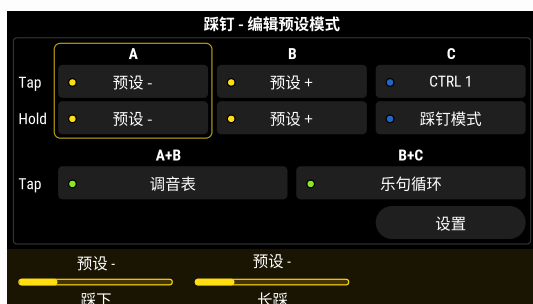 踩钉 - 编辑预设模式
A B C
Tap 预设 - 预设 + CTRL 1
Hold 预设 - 预设 + 踩钉模式
A+B B+C
Tap 调音表 乐句循环
设置
预设 - 预设 -
踩下 长踩